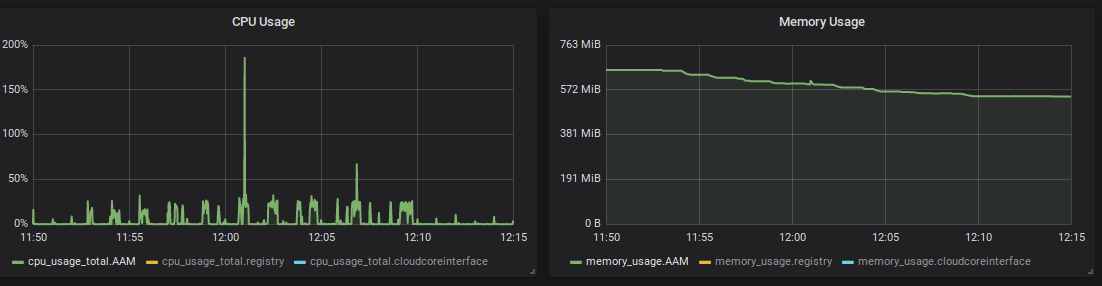 CPU Usage
200%
150%
100%
50%
0%
11:50 11:55 12:00 12:05 12:10 12:15
cpu_usage_total.AAM cpu_usage_total.registry cpu_usage_total.cloudcoreinterface
Memory Usage
763 MiB
572 MiB
381 MiB
191 MiB
0 B
11:50 11:55 12:00 12:05 12:10 12:15
memory_usage.AAM memory_usage.registry memory_usage.cloudcoreinterface